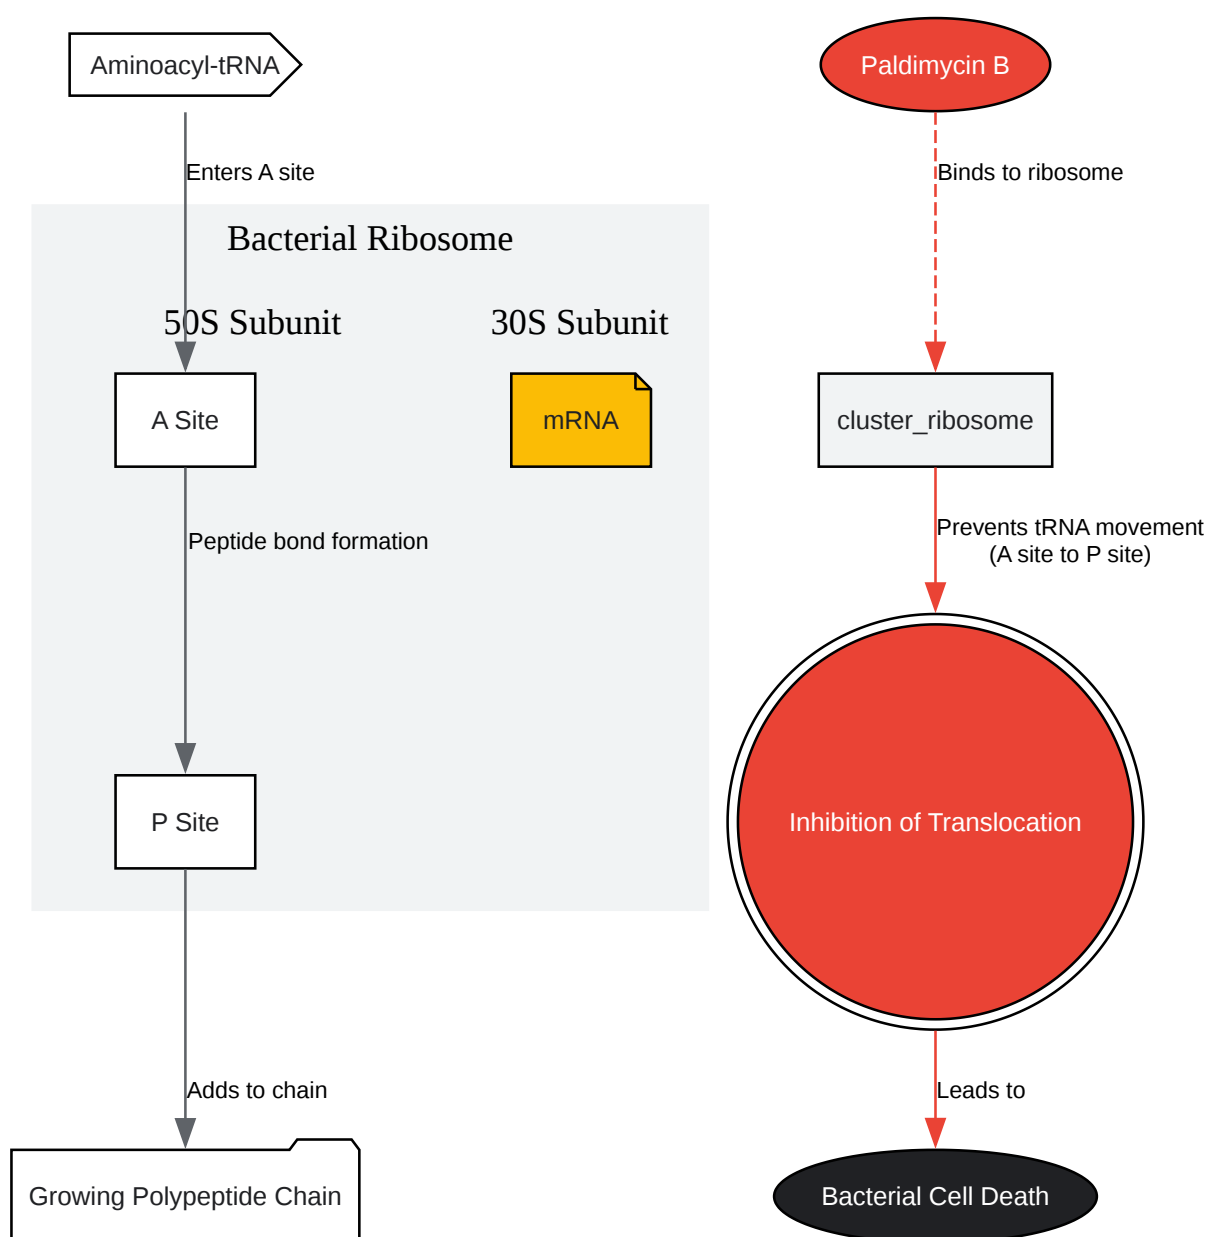 Aminoacyl-tRNA
Paldimycin B
Enters A site
Binds to ribosome
Bacterial Ribosome
50S Subunit
30S Subunit
A Site
mRNA
cluster_ribosome
Peptide bond formation
Prevents tRNA movement
(A site to P site)
P Site
Inhibition of Translocation
Adds to chain
Leads to
Growing Polypeptide Chain
Bacterial Cell Death